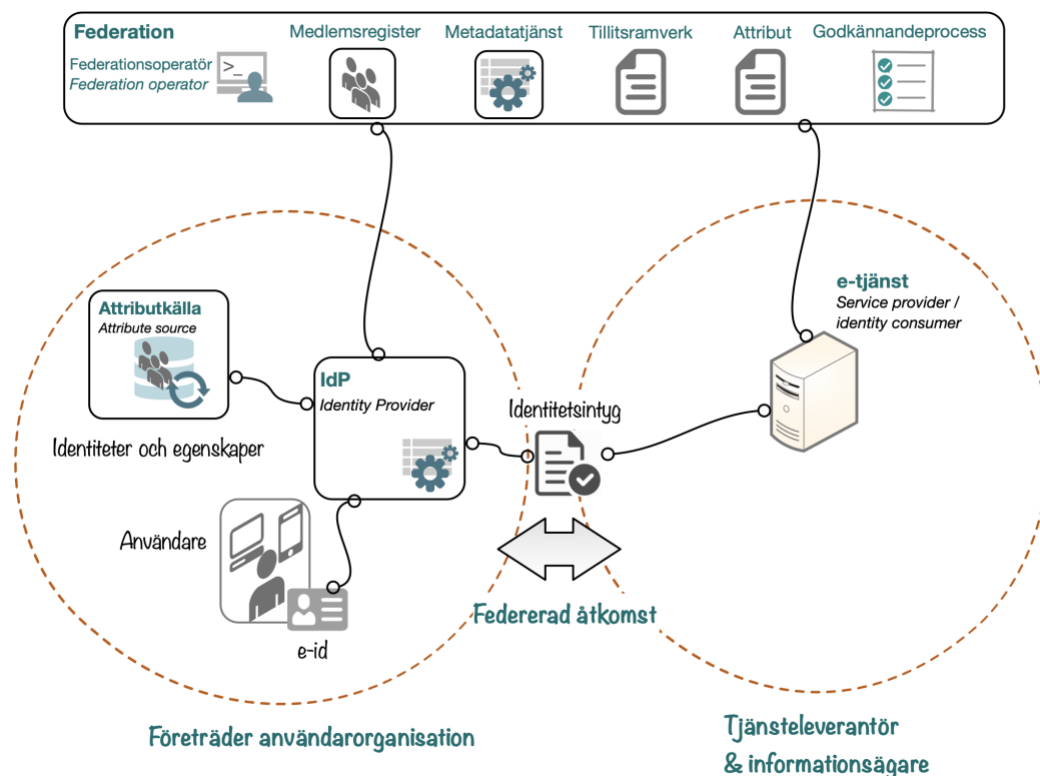 Federation
Federationsoperatör
Federation operator
>_
Medlemsregister
Metadatatjänst
Tillitsramverk
Attribut
Godkännandeprocess
Attributkälla
Attribute source
Identiteter och egenskaper
IdP
Identity Provider
Användare
e-id
Identitetsintyg
Federerad åtkomst
e-tjänst
Service provider /
identity consumer
Företräder användarorganisation
Tjänsteleverantör
& informationsägare